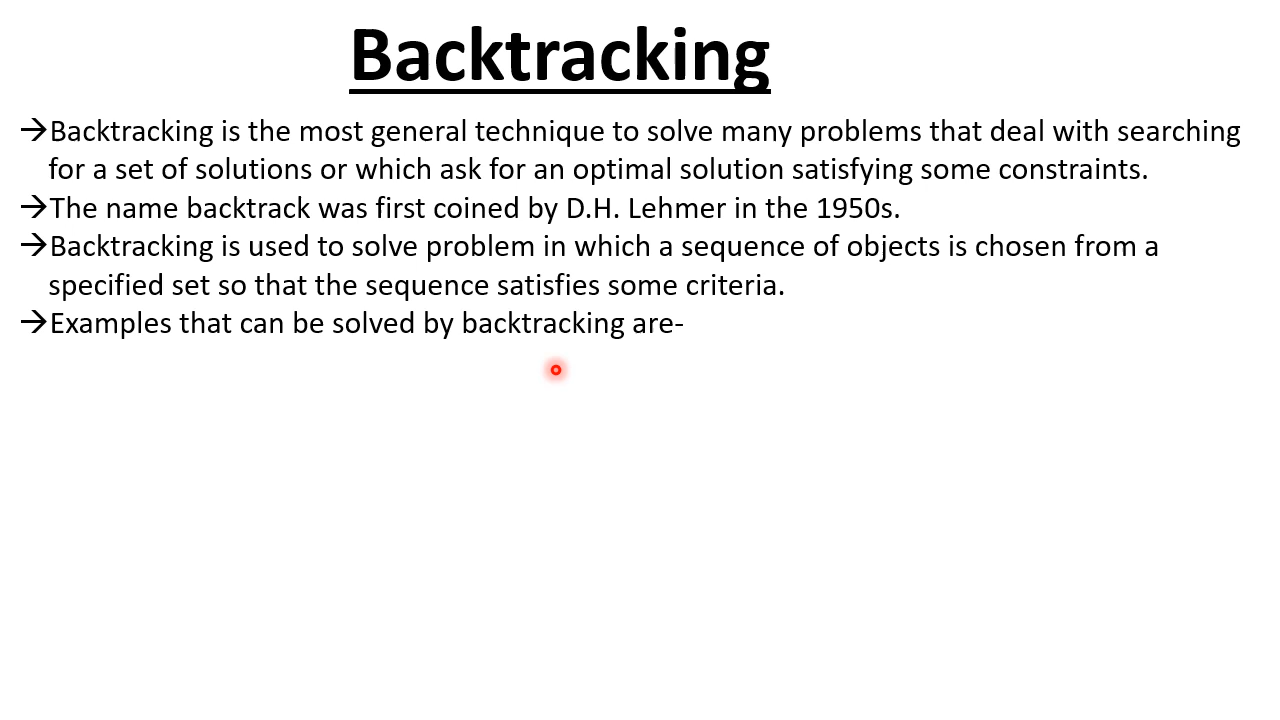 Backtracking
→Backtracking is the most general technique to solve many problems that deal with searching
for a set of solutions or which ask for an optimal solution satisfying some constraints.
→The name backtrack was first coined by D.H. Lehmer in the 1950s.
→Backtracking is used to solve problem in which a sequence of objects is chosen from a
specified set so that the sequence satisfies some criteria.
→Examples that can be solved by backtracking are-